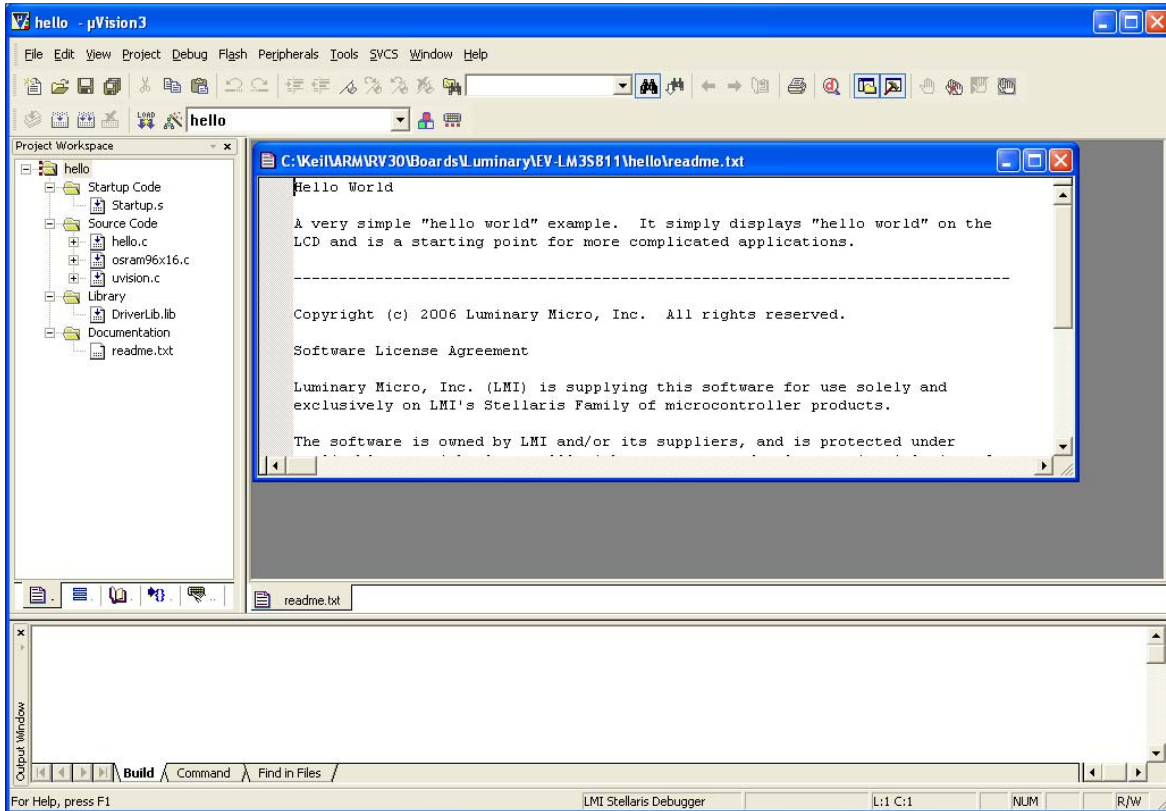 hello - µVision3
File Edit View Project Debug Flash Peripherals Tools SVCS Window Help
LOAD hello
Project Workspace
hello
Startup Code
Startup.s
Source Code
hello.c
osram96x16.c
uvision.c
Library
DriverLib.lib
Documentation
readme.txt
C:\Keil\ARM\RV30\Boards\Luminary\EV-LM3S811\hello\readme.txt
Hello World
A very simple "hello world" example. It simply displays "hello world" on the
LCD and is a starting point for more complicated applications.
-------------------------------------------------------------------------------
Copyright (c) 2006 Luminary Micro, Inc. All rights reserved.
Software License Agreement
Luminary Micro, Inc. (LMI) is supplying this software for use solely and
exclusively on LMI's Stellaris Family of microcontroller products.
The software is owned by LMI and/or its suppliers, and is protected under
readme.txt
Output Window
Build Command Find in Files
For Help, press F1 LMI Stellaris Debugger L:1 C:1 NUM R/W